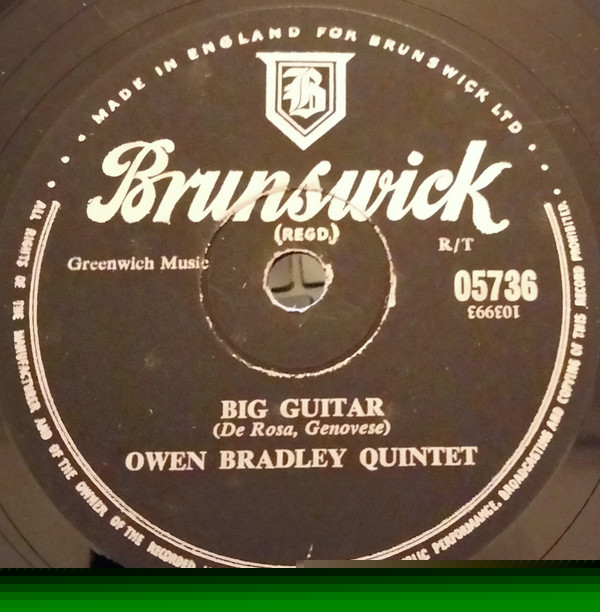 MADE IN ENGLAND FOR BRUNSWICK LTD
B
Brunswick
(REGD.)
R/T
Greenwich Music
05736
103993
BIG GUITAR
(De Rosa, Genovese)
OWEN BRADLEY QUINTET
ALL RIGHTS OF THE MANUFACTURER AND OF THE OWNER OF THE RECORDED
PUBLIC PERFORMANCE, BROADCASTING AND COPYING OF THIS RECORD PROHIBITED